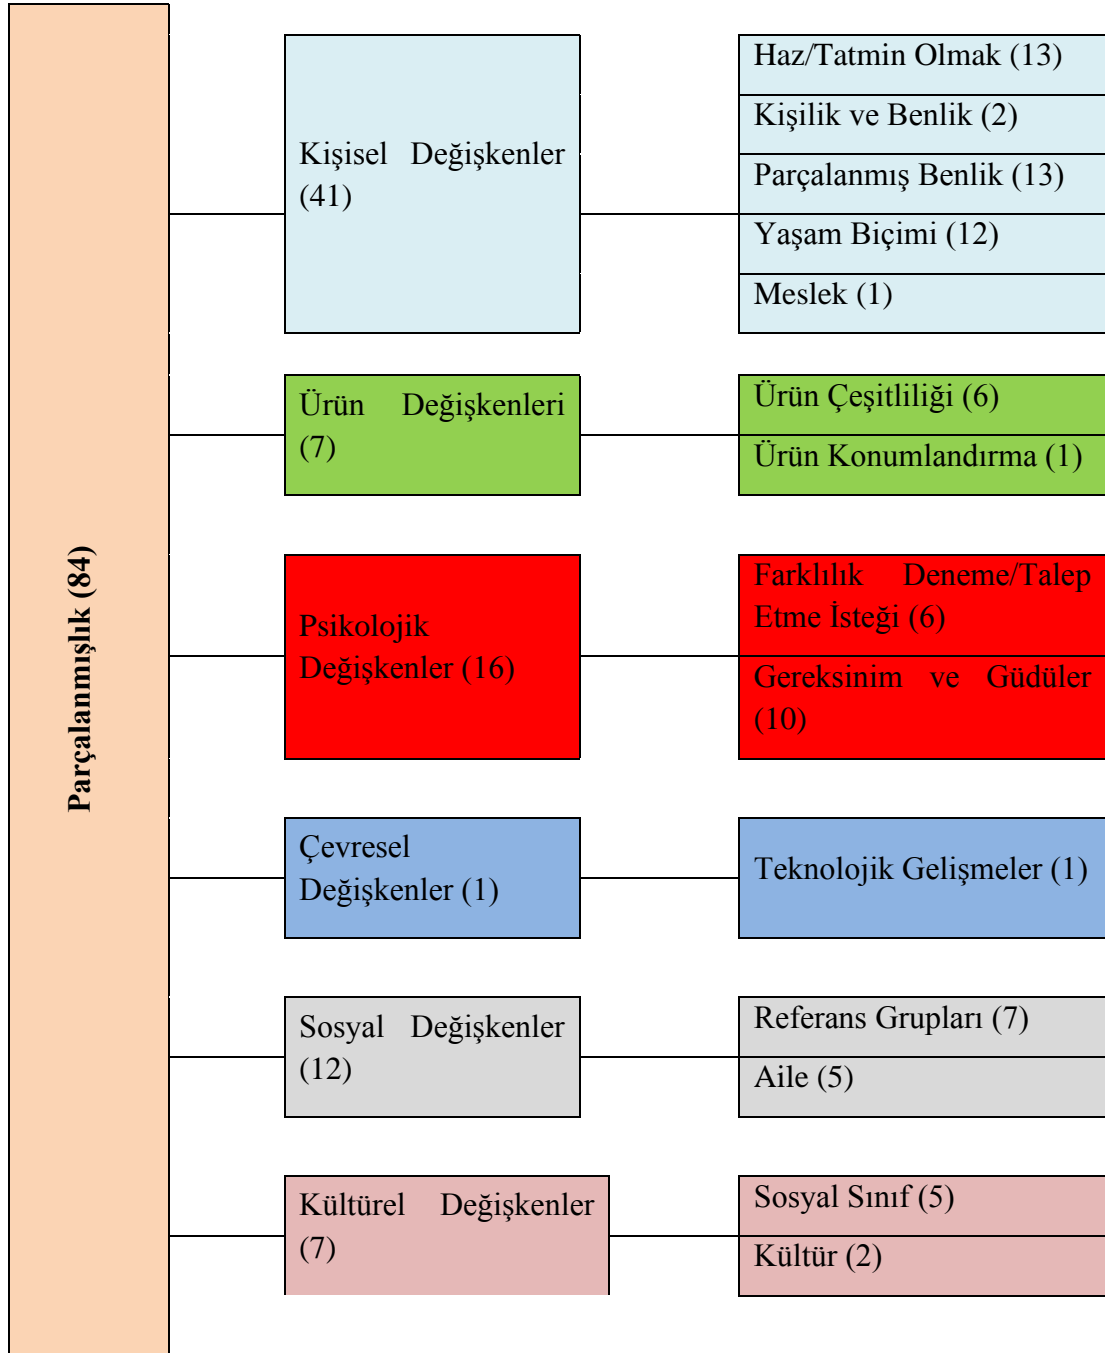 Parçalanmışlık (84)
Kişisel Değişkenler
(41)
Haz/Tatmin Olmak (13)
Kişilik ve Benlik (2)
Parçalanmış Benlik (13)
Yaşam Biçimi (12)
Meslek (1)
Ürün Değişkenleri
(7)
Ürün Çeşitliliği (6)
Ürün Konumlandırma (1)
Psikolojik
Değişkenler (16)
Farklılık Deneme/Talep
Etme İsteği (6)
Gereksinim ve Güdüler
(10)
Çevresel
Değişkenler (1)
Teknolojik Gelişmeler (1)
Sosyal Değişkenler
(12)
Referans Grupları (7)
Aile (5)
Kültürel Değişkenler
(7)
Sosyal Sınıf (5)
Kültür (2)